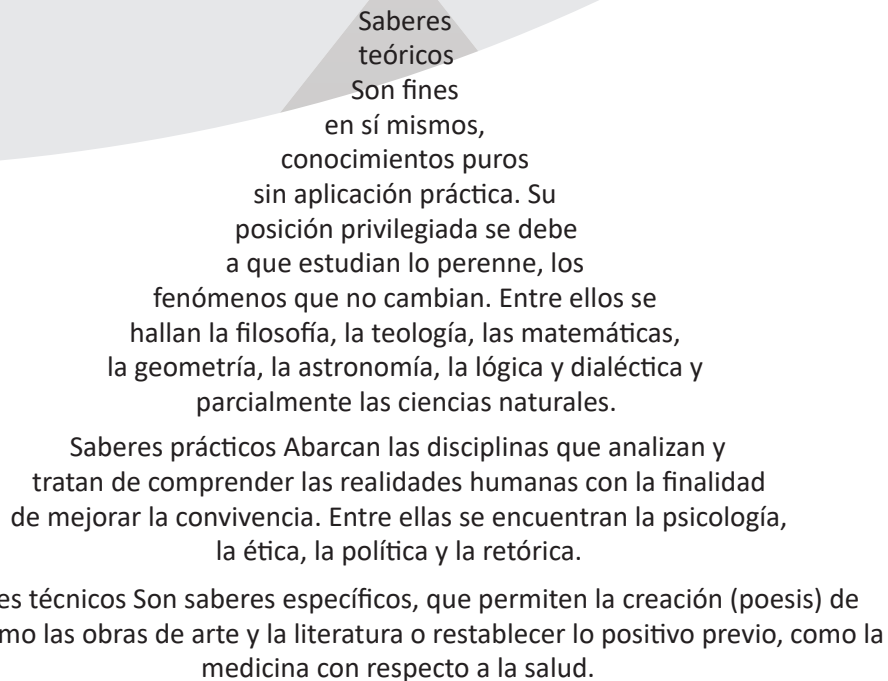 Saberes
teóricos
Son fines
en sí mismos,
conocimientos puros
sin aplicación práctica. Su
posición privilegiada se debe
a que estudian lo perenne, los
fenómenos que no cambian. Entre ellos se
hallan la filosofía, la teología, las matemáticas,
la geometría, la astronomía, la lógica y dialéctica y
parcialmente las ciencias naturales.
Saberes prácticos Abarcan las disciplinas que analizan y
tratan de comprender las realidades humanas con la finalidad
de mejorar la convivencia. Entre ellas se encuentran la psicología,
la ética, la política y la retórica.
técnicos Son saberes específicos, que permiten la creación (poesis) de
las obras de arte y la literatura o restablecer lo positivo previo, como la
medicina con respecto a la salud.